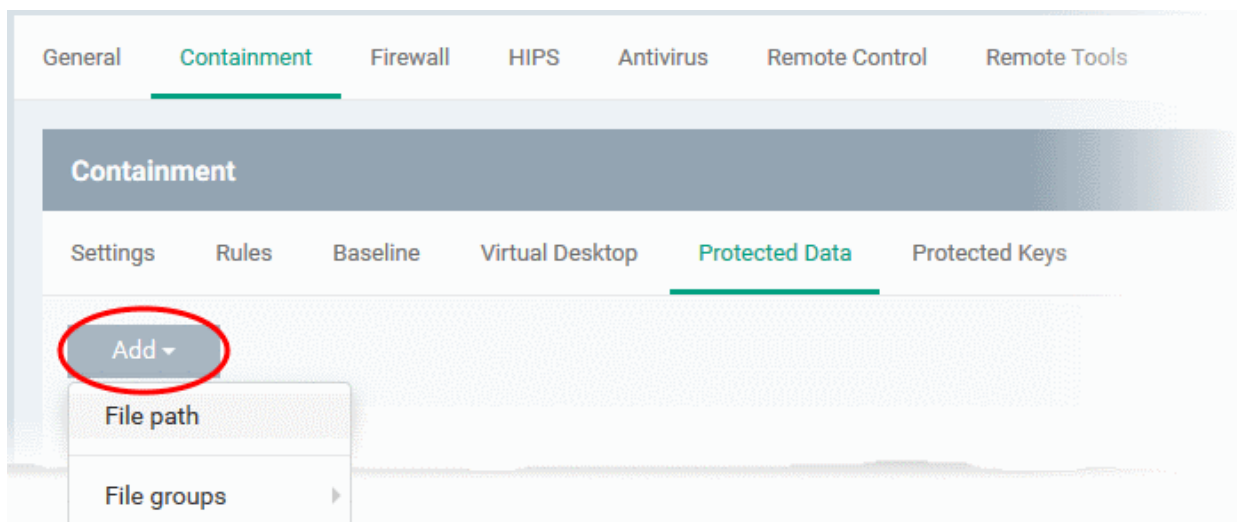 General Containment Firewall HIPS Antivirus Remote Control Remote Tools
Containment
Settings Rules Baseline Virtual Desktop Protected Data Protected Keys
Add
File path
File groups